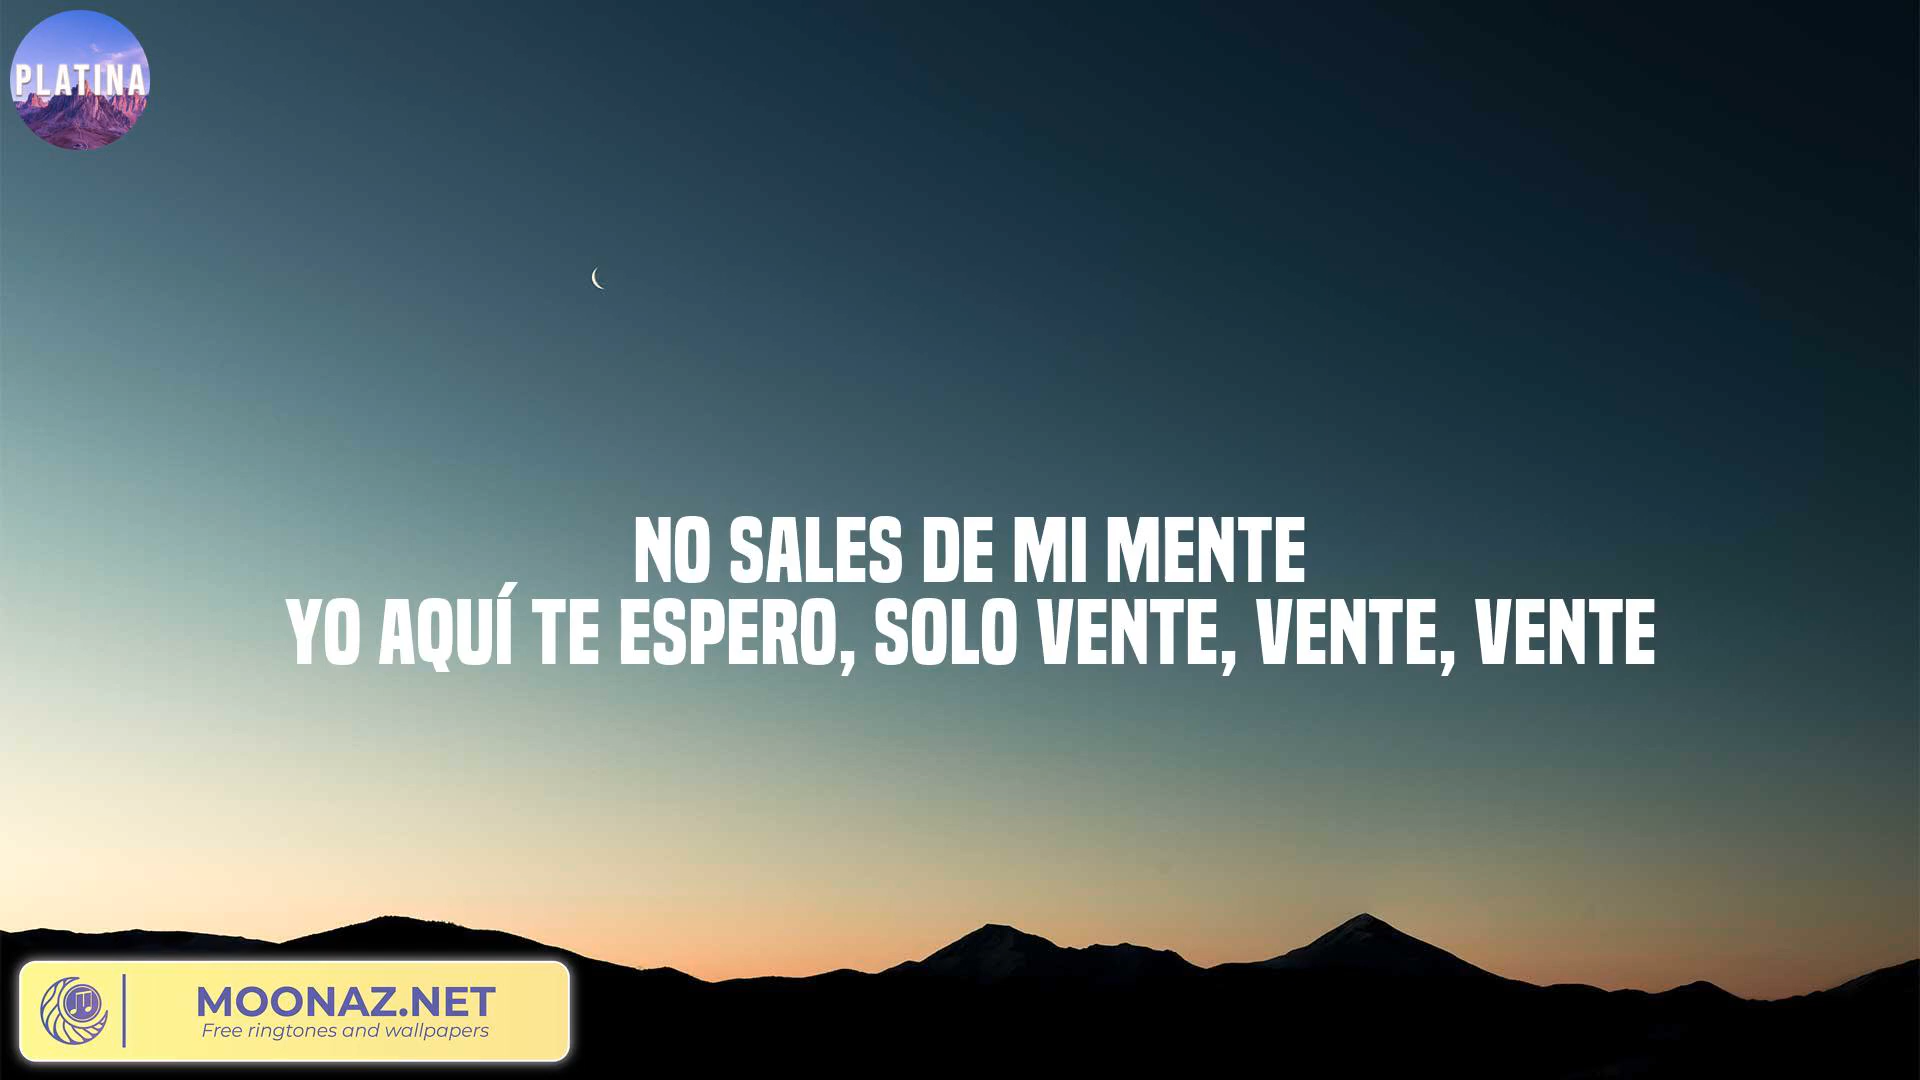 PLATINA
NO SALES DE MI MENTE
YO AQUÍ TE ESPERO, SOLO VENTE, VENTE, VENTE
MOONAZ.NET
Free ringtones and wallpapers